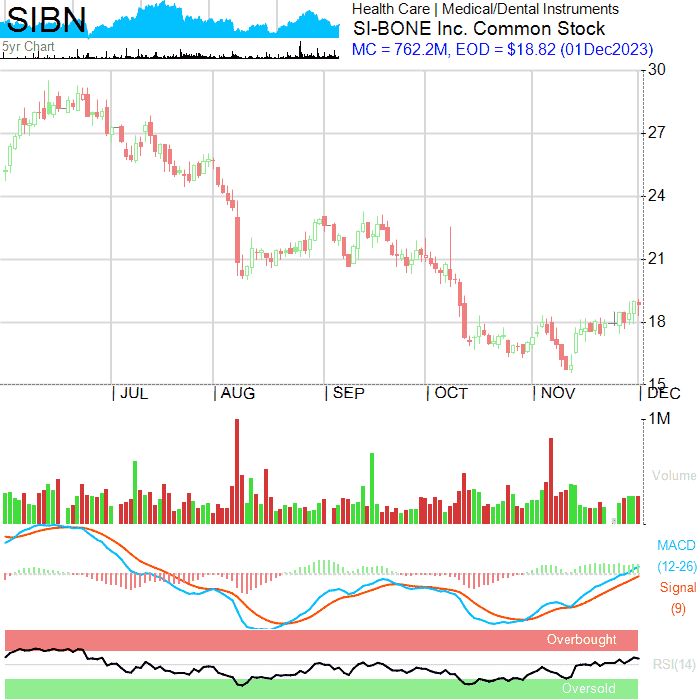 SIBN
Health Care | Medical/Dental Instruments
SI-BONE Inc. Common Stock
5yr Chart
MC = 762.2M, EOD = $18.82 (01Dec2023)
30
27
24
21
18
15
JUL AUG SEP OCT NOV DEC
1M
Volume
MACD
(12-26)
Signal
(9)
Overbought
RSI(14)
Oversold